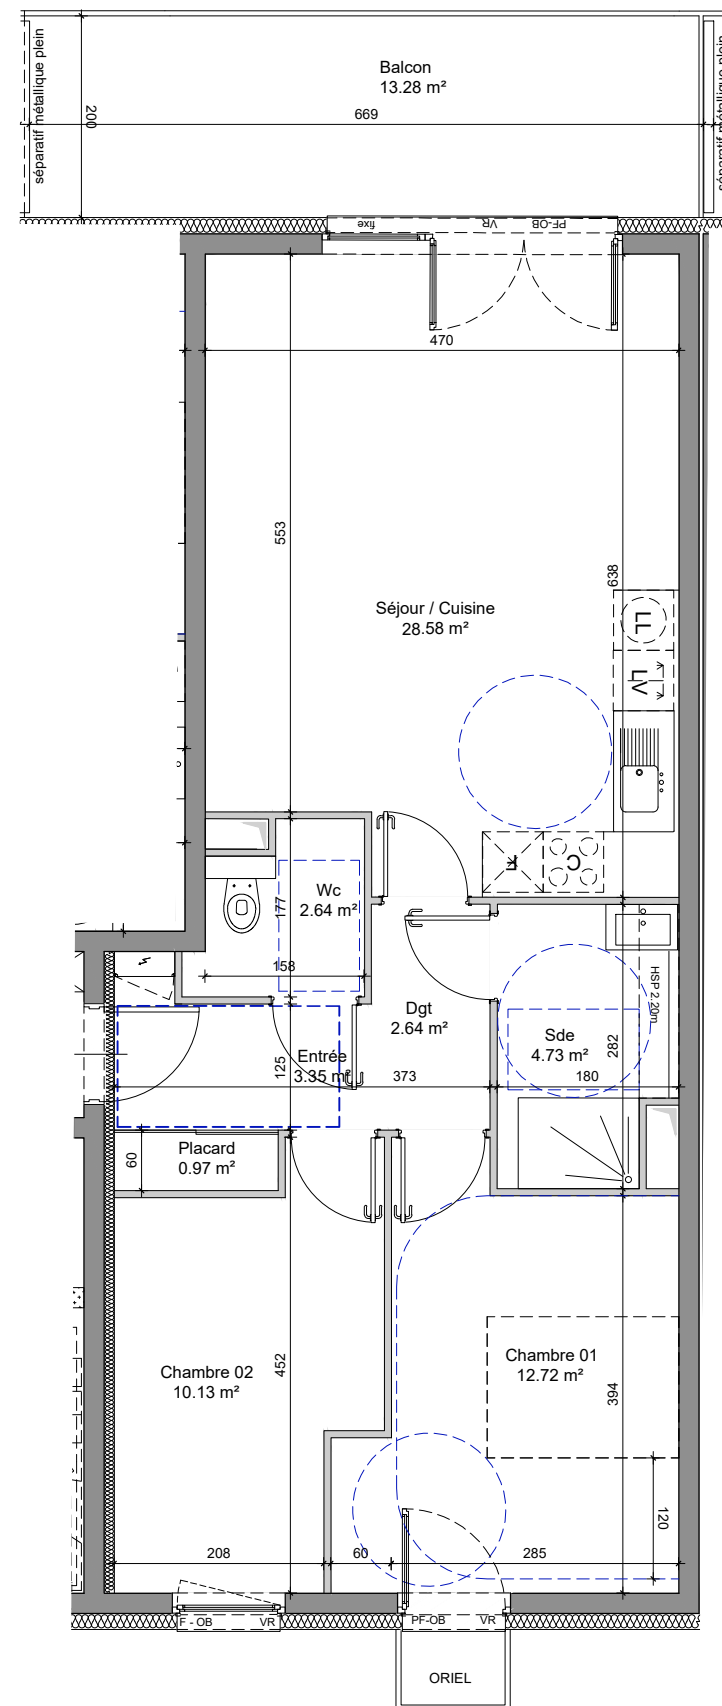 séparatif métallique plein
séparatif métallique plein
Balcon
13.28 m²
669
200
fixe
VR
PF-OB
470
553
638
Séjour / Cuisine
28.58 m²
LL
LV
F
C
Wc
2.64 m²
177
158
HSP 2.20m
Dgt
2.64 m²
Sde
4.73 m²
282
Entrée
3.35 m²
125
373
180
Placard
0.97 m²
60
Chambre 02
10.13 m²
452
Chambre 01
12.72 m²
394
120
208
60
285
F - OB
VR
PF-OB
VR
ORIEL